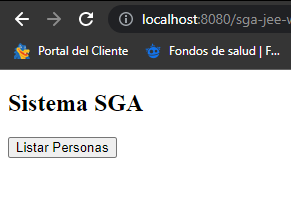 localhost:8080/sga-jee-
Portal del Cliente
Fondos de salud | F...
Sistema SGA
Listar Personas